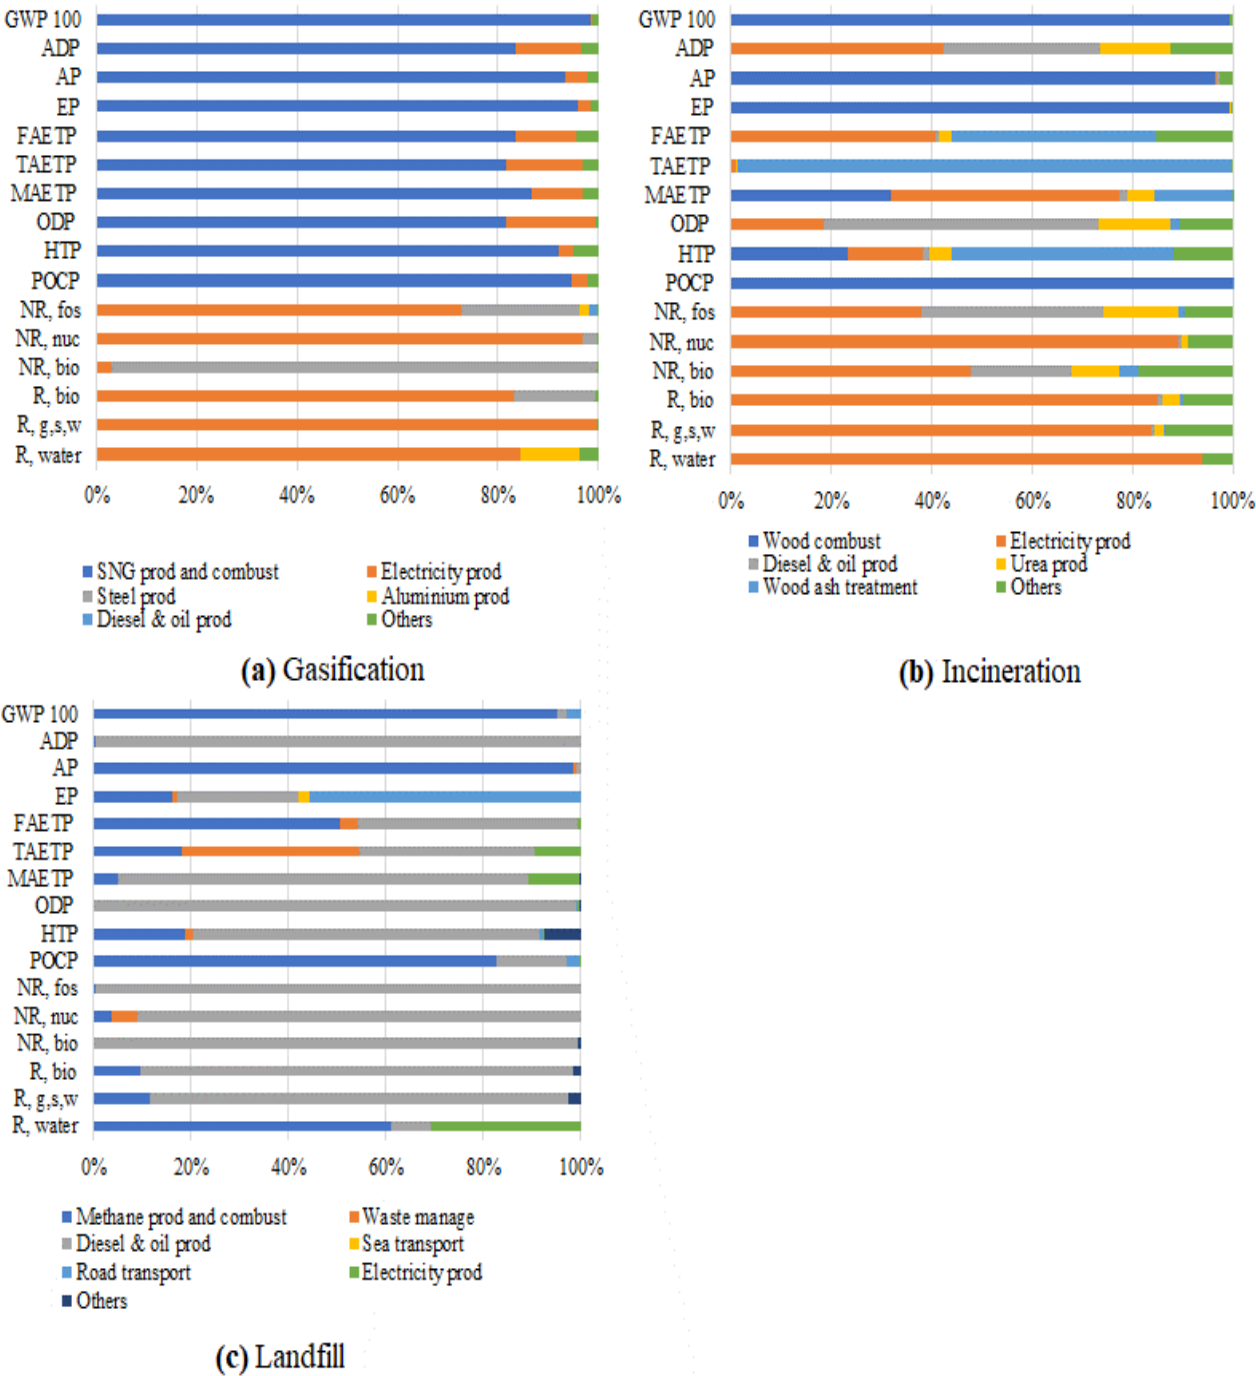 GWP 100
ADP
AP
EP
FAETP
TAETP
MAETP
ODP
HTP
POCP
NR, fos
NR, nuc
NR, bio
R, bio
R, g,s,w
R, water
0% 20% 40% 60% 80% 100%
SNG prod and combust Electricity prod
Steel prod Aluminium prod
Diesel & oil prod Others
(a) Gasification
GWP 100
ADP
AP
EP
FAETP
TAETP
MAETP
ODP
HTP
POCP
NR, fos
NR, nuc
NR, bio
R, bio
R, g,s,w
R, water
0% 20% 40% 60% 80% 100%
Wood combust Electricity prod
Diesel & oil prod Urea prod
Wood ash treatment Others
(b) Incineration
GWP 100
ADP
AP
EP
FAETP
TAETP
MAETP
ODP
HTP
POCP
NR, fos
NR, nuc
NR, bio
R, bio
R, g,s,w
R, water
0% 20% 40% 60% 80% 100%
Methane prod and combust Waste manage
Diesel & oil prod Sea transport
Road transport Electricity prod
Others
(c) Landfill